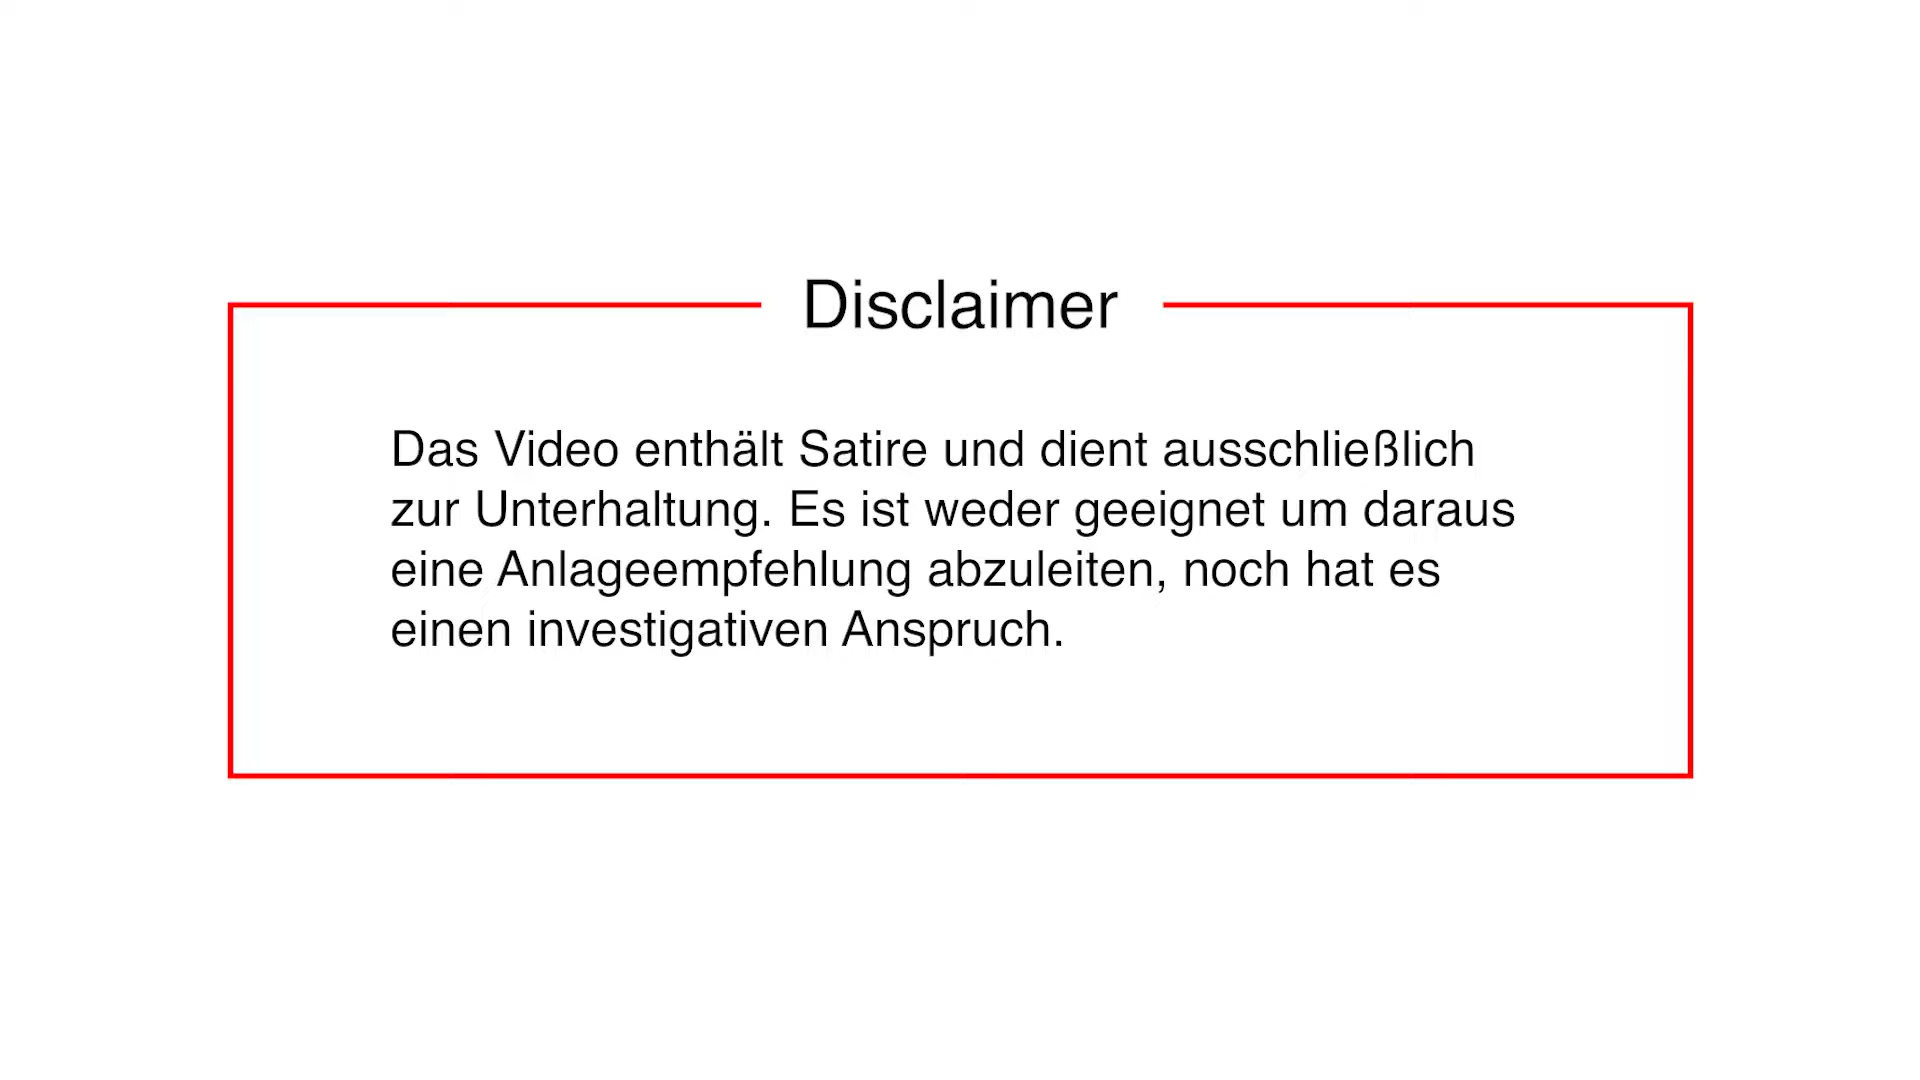 Disclaimer
Das Video enthält Satire und dient ausschließlich
zur Unterhaltung. Es ist weder geeignet um daraus
eine Anlageempfehlung abzuleiten, noch hat es
einen investigativen Anspruch.